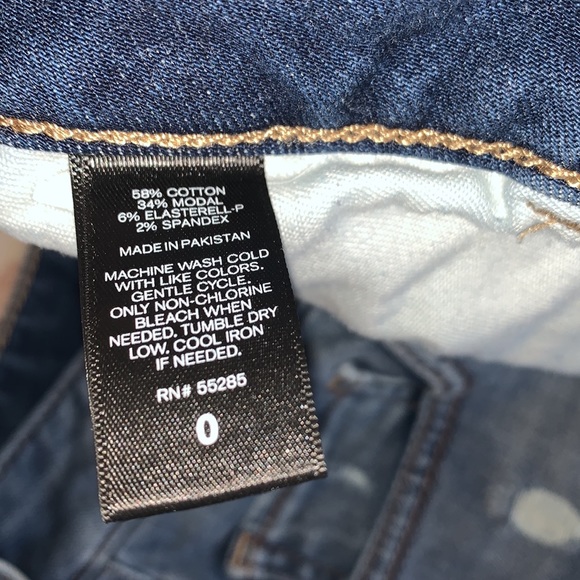 58% COTTON
34% MODAL
6% ELASTERELL-P
2% SPANDEX
MADE IN PAKISTAN
MACHINE WASH COLD
WITH LIKE COLORS.
GENTLE CYCLE.
ONLY NON-CHLORINE
BLEACH WHEN
NEEDED. TUMBLE DRY
LOW. COOL IRON
IF NEEDED.
RN# 55285
0